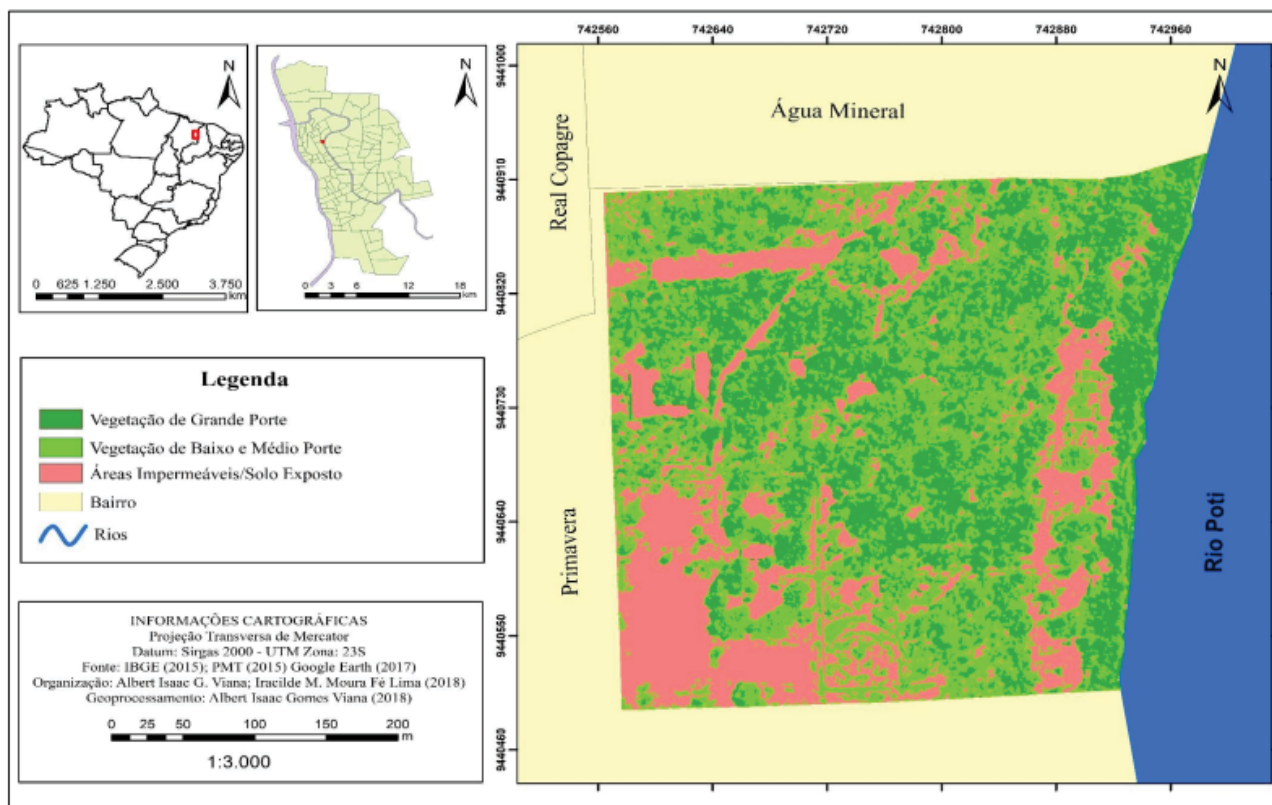 N
0 625 1.250 2.500 3.750
km
N
0 3 6 12 18
km
Legenda
Vegetação de Grande Porte
Vegetação de Baixo e Médio Porte
Áreas Impermeáveis/Solo Exposto
Bairro
Rios
INFORMAÇÕES CARTOGRÁFICAS
Projeção Transversa de Mercator
Datum: Sirgas 2000 - UTM Zona: 23S
Fonte: IBGE (2015); PMT (2015) Google Earth (2017)
Organização: Albert Isaac G. Viana; Iracilde M. Moura Fé Lima (2018)
Geoprocessamento: Albert Isaac Gomes Viana (2018)
0 25 50 100 150 200
m
1:3.000
742560 742640 742720 742800 742880 742960
9441000
9440910
9440820
9440730
9440640
9440550
9440460
N
Água Mineral
Real Copagre
Primavera
Rio Poti